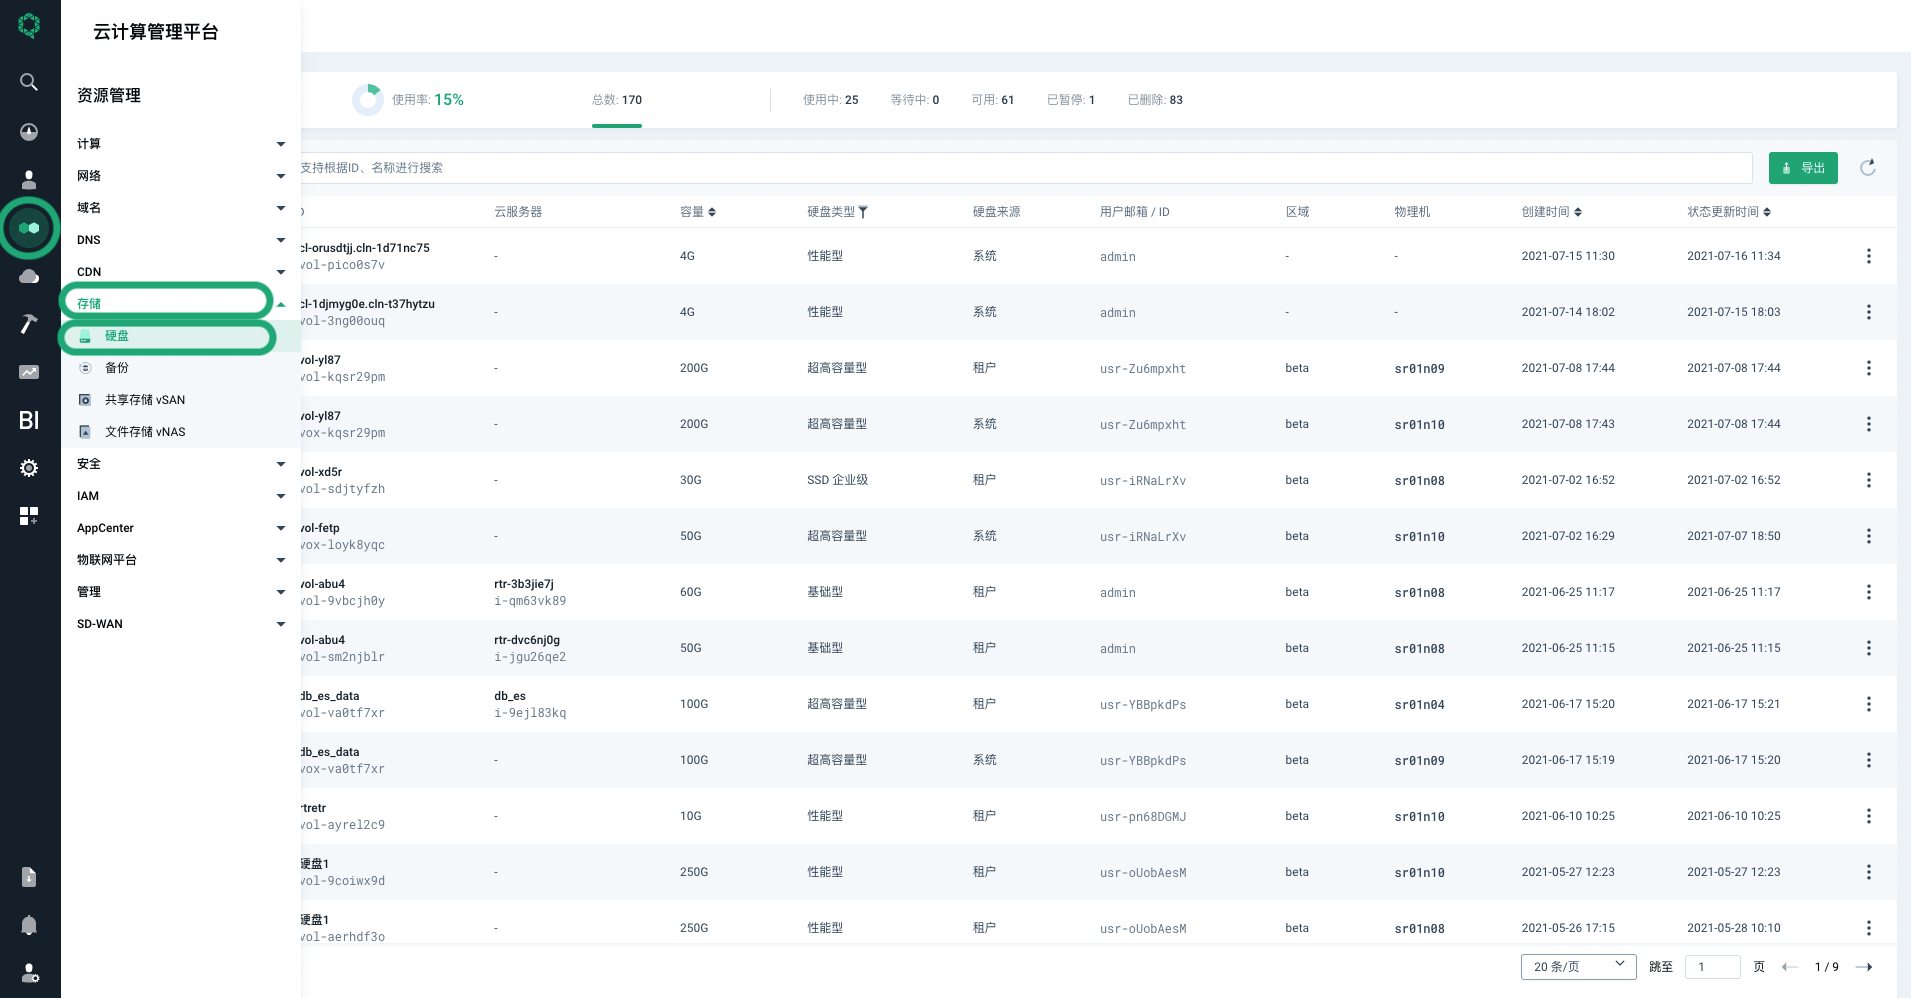 云计算管理平台
资源管理
计算
网络
域名
DNS
CDN
存储
硬盘
备份
共享存储 vSAN
文件存储 vNAS
安全
IAM
AppCenter
物联网平台
管理
SD-WAN
BI
使用率: 15% 总数: 170 使用中: 25 等待中: 0 可用: 61 已暂停: 1 已删除: 83
支持根据ID、名称进行搜索 导出
云服务器 容量 硬盘类型 硬盘来源 用户邮箱 / ID 区域 物理机 创建时间 状态更新时间
cl-orusdtjj.cln-1d71nc75
vol-pico0s7v - 4G 性能型 系统 admin - - 2021-07-15 11:30 2021-07-16 11:34
cl-1djmyg0e.cln-t37hytzu
vol-3ng00ouq - 4G 性能型 系统 admin - - 2021-07-14 18:02 2021-07-15 18:03
vol-yl87
vol-kqsr29pm - 200G 超高容量型 租户 usr-Zu6mpxht beta sr01n09 2021-07-08 17:44 2021-07-08 17:44
vol-yl87
vox-kqsr29pm - 200G 超高容量型 系统 usr-Zu6mpxht beta sr01n10 2021-07-08 17:43 2021-07-08 17:44
vol-xd5r
vol-sdjtyfzh - 30G SSD 企业级 租户 usr-iRNaLrXv beta sr01n08 2021-07-02 16:52 2021-07-02 16:52
vol-fetp
vox-loyk8yqc - 50G 超高容量型 系统 usr-iRNaLrXv beta sr01n10 2021-07-02 16:29 2021-07-07 18:50
vol-abu4 rtr-3b3jie7j
vol-9vbcjh0y i-qm63vk89 60G 基础型 租户 admin beta sr01n08 2021-06-25 11:17 2021-06-25 11:17
vol-abu4 rtr-dvc6nj0g
vol-sm2njblr i-jgu26qe2 50G 基础型 租户 admin beta sr01n08 2021-06-25 11:15 2021-06-25 11:15
db_es_data db_es
vol-va0tf7xr i-9ejl83kq 100G 超高容量型 租户 usr-YBBpkdPs beta sr01n04 2021-06-17 15:20 2021-06-17 15:21
db_es_data
vox-va0tf7xr - 100G 超高容量型 系统 usr-YBBpkdPs beta sr01n09 2021-06-17 15:19 2021-06-17 15:20
rtretr
vol-ayrel2c9 - 10G 性能型 租户 usr-pn68DGMJ beta sr01n10 2021-06-10 10:25 2021-06-10 10:25
硬盘1
vol-9coiwx9d - 250G 性能型 租户 usr-oUobAesM beta sr01n10 2021-05-27 12:23 2021-05-27 12:23
硬盘1
vol-aerhdf3o - 250G 性能型 租户 usr-oUobAesM beta sr01n08 2021-05-26 17:15 2021-05-28 10:10
20 条/页 跳至 1 页 1 / 9